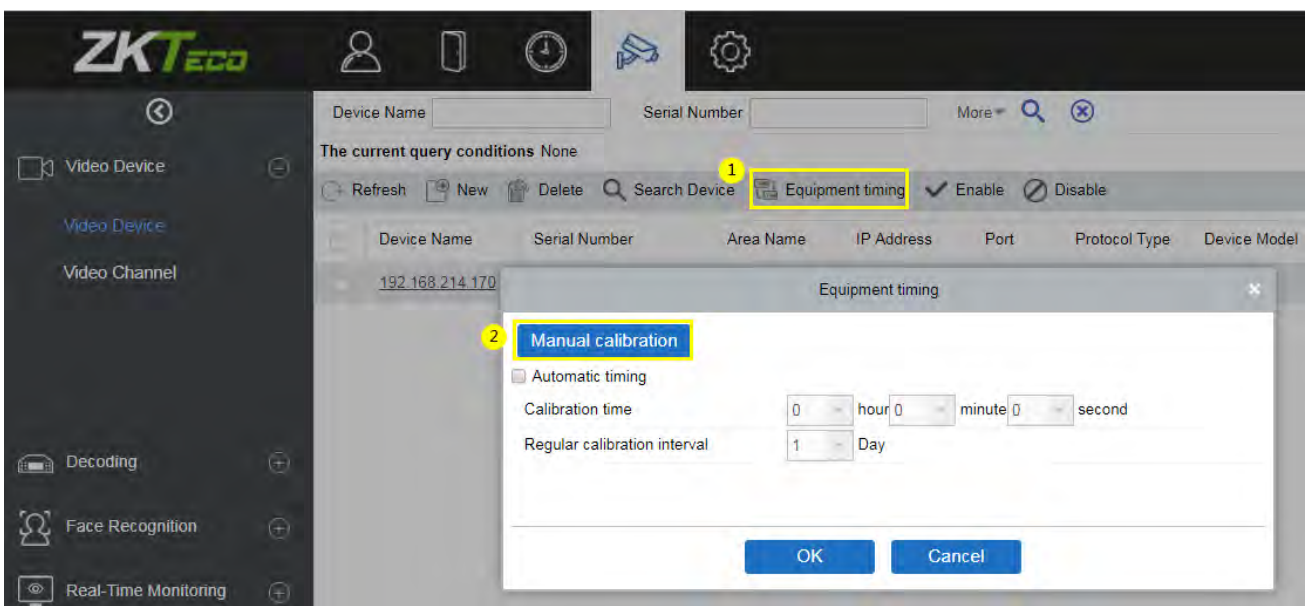 ZKTECO
Device Name Serial Number More
Video Device
The current query conditions None
1
Refresh New Delete Search Device Equipment timing Enable Disable
Video Device
Device Name Serial Number Area Name IP Address Port Protocol Type Device Model
Video Channel
192.168.214.170
Equipment timing
2 Manual calibration
Automatic timing
Calibration time 0 hour 0 minute 0 second
Regular calibration interval 1 Day
Decoding
Face Recognition
OK Cancel
Real-Time Monitoring